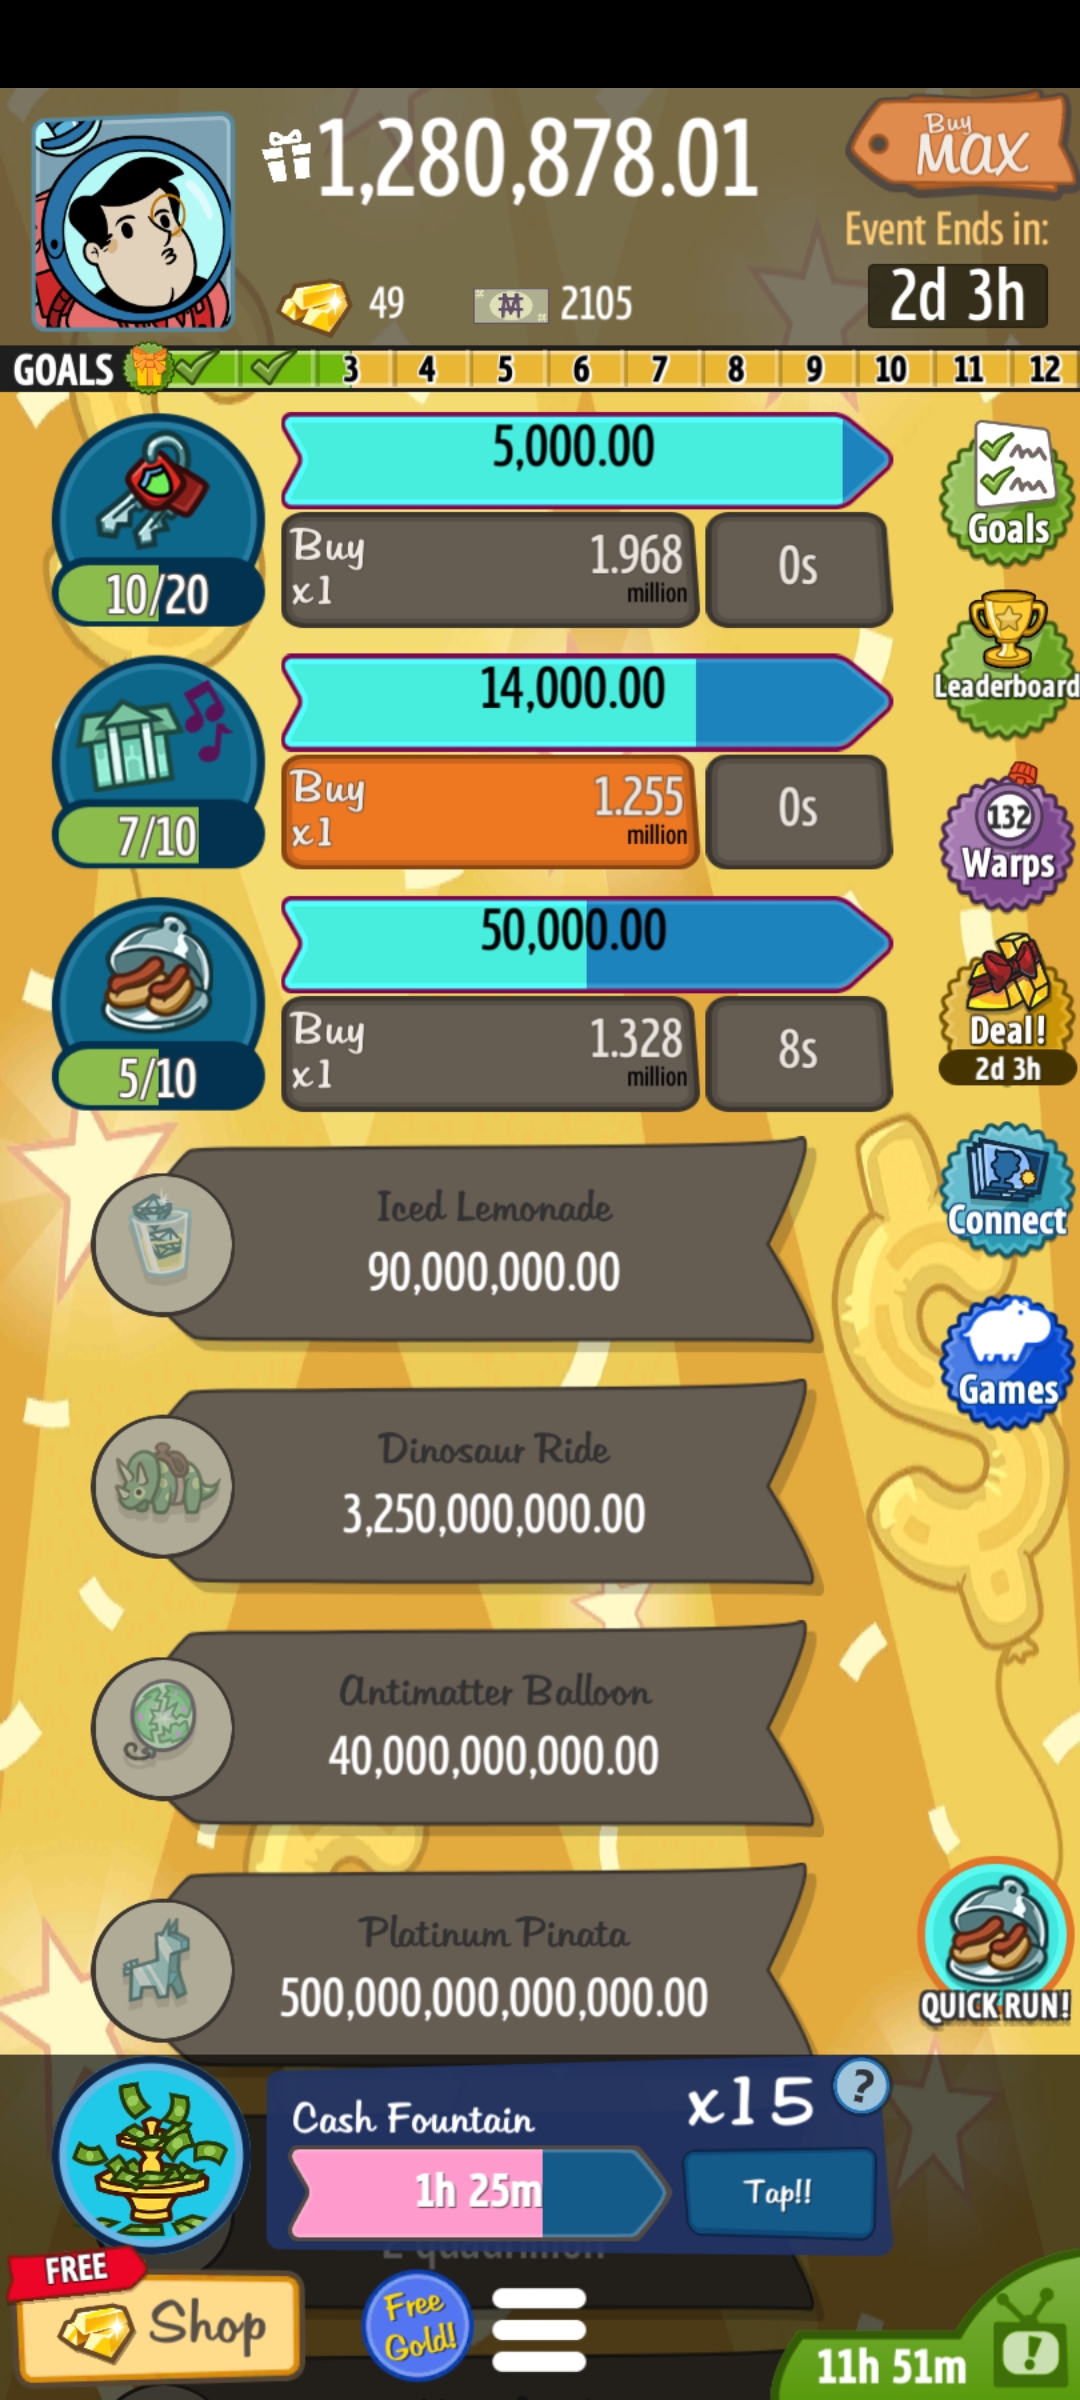 1,280,878.01
Buy
MAX
Event Ends in:
2d 3h
49
2105
GOALS 3 4 5 6 7 8 9 10 11 12
5,000.00
Buy
x1
1.968
million
0s
10/20
Goals
14,000.00
Buy
x1
1.255
million
0s
7/10
Leaderboard
132
Warps
50,000.00
Buy
x1
1.328
million
8s
5/10
Deal!
2d 3h
Iced Lemonade
90,000,000.00
Connect
Games
Dinosaur Ride
3,250,000,000.00
Antimatter Balloon
40,000,000,000.00
Platinum Pinata
500,000,000,000,000.00
QUICK RUN!
Cash Fountain
x15
?
1h 25m
Tap!!
2 quadrillion
FREE
Shop
Free
Gold!
11h 51m
!